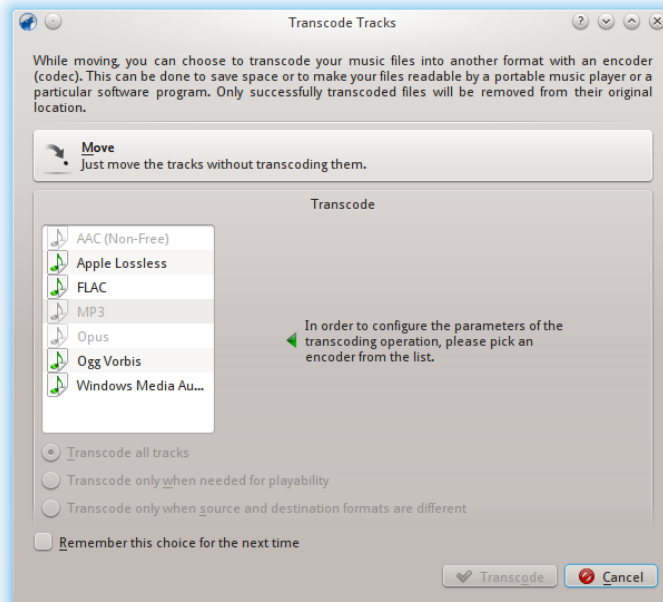 Transcode Tracks
While moving, you can choose to transcode your music files into another format with an encoder
(codec). This can be done to save space or to make your files readable by a portable music player or a
particular software program. Only successfully transcoded files will be removed from their original
location.
Move
Just move the tracks without transcoding them.
Transcode
AAC (Non-Free)
Apple Lossless
FLAC
MP3
Opus
Ogg Vorbis
Windows Media Au...
In order to configure the parameters of the
transcoding operation, please pick an
encoder from the list.
Transcode all tracks
Transcode only when needed for playability
Transcode only when source and destination formats are different
Remember this choice for the next time
Transcode
Cancel